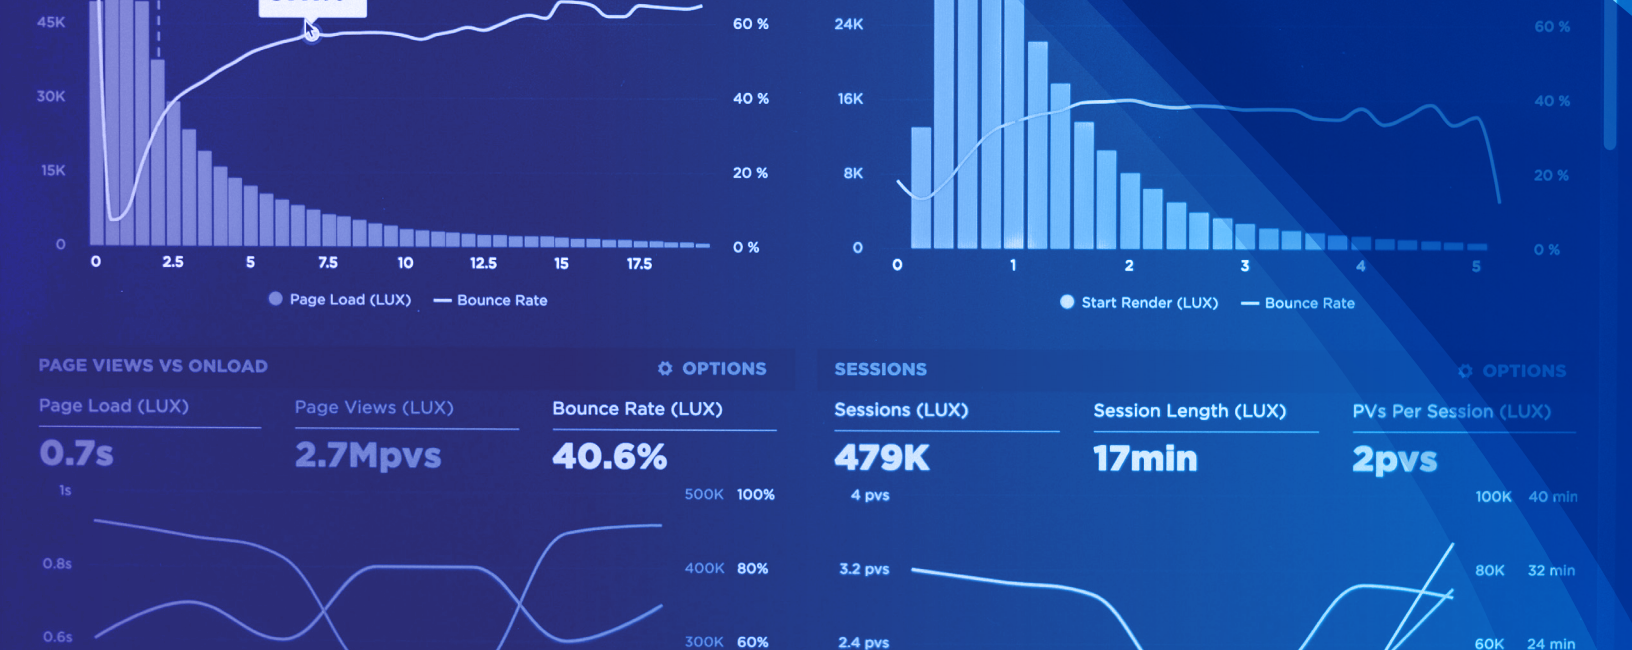 45K
60 %
24K
60 %
30K
40 %
16K
40 %
15K
20 %
8K
20 %
0
0 %
0
0 %
0 2.5 5 7.5 10 12.5 15 17.5
0 1 2 3 4 5
Page Load (LUX) Bounce Rate
Start Render (LUX) Bounce Rate
PAGE VIEWS VS ONLOAD
OPTIONS
Page Load (LUX)
Page Views (LUX)
Bounce Rate (LUX)
0.7s
2.7Mpvs
40.6%
1s
500K 100%
0.8s
400K 80%
0.6s
300K 60%
SESSIONS
OPTIONS
Sessions (LUX)
Session Length (LUX)
PVs Per Session (LUX)
479K
17min
2pvs
4 pvs
100K 40 min
3.2 pvs
80K 32 min
2.4 pvs
60K 24 min